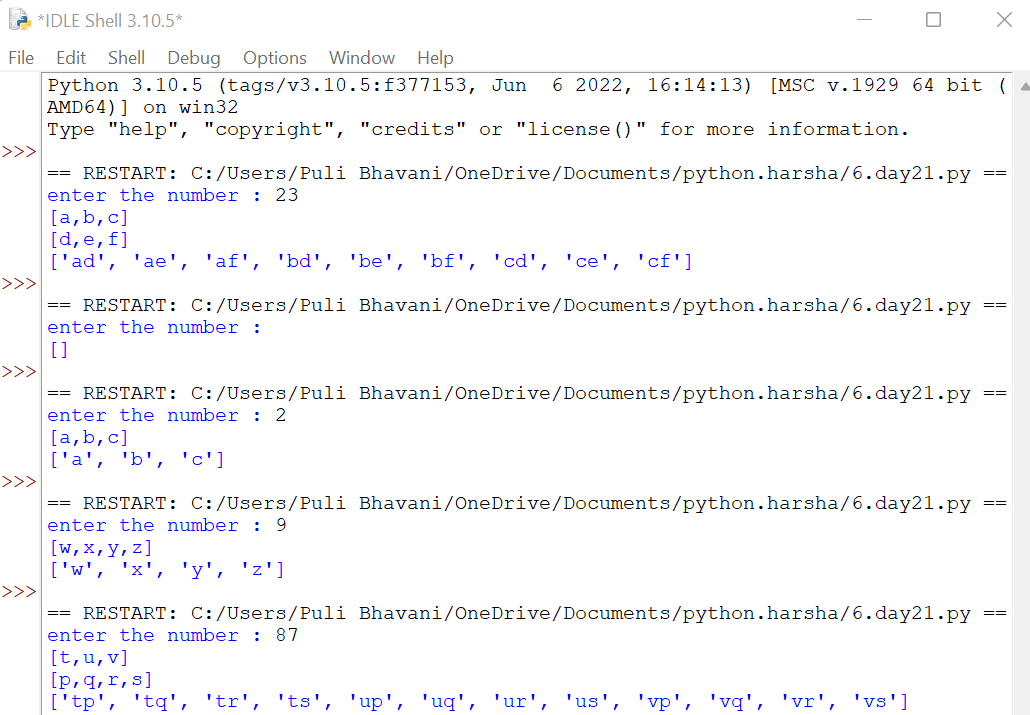 *IDLE Shell 3.10.5*
File Edit Shell Debug Options Window Help
Python 3.10.5 (tags/v3.10.5:f377153, Jun  6 2022, 16:14:13) [MSC v.1929 64 bit (
AMD64)] on win32
Type "help", "copyright", "credits" or "license()" for more information.
>>>
== RESTART: C:/Users/Puli Bhavani/OneDrive/Documents/python.harsha/6.day21.py ==
enter the number : 23
[a,b,c]
[d,e,f]
['ad', 'ae', 'af', 'bd', 'be', 'bf', 'cd', 'ce', 'cf']
>>>
== RESTART: C:/Users/Puli Bhavani/OneDrive/Documents/python.harsha/6.day21.py ==
enter the number :
[]
>>>
== RESTART: C:/Users/Puli Bhavani/OneDrive/Documents/python.harsha/6.day21.py ==
enter the number : 2
[a,b,c]
['a', 'b', 'c']
>>>
== RESTART: C:/Users/Puli Bhavani/OneDrive/Documents/python.harsha/6.day21.py ==
enter the number : 9
[w,x,y,z]
['w', 'x', 'y', 'z']
>>>
== RESTART: C:/Users/Puli Bhavani/OneDrive/Documents/python.harsha/6.day21.py ==
enter the number : 87
[t,u,v]
[p,q,r,s]
['tp', 'tq', 'tr', 'ts', 'up', 'uq', 'ur', 'us', 'vp', 'vq', 'vr', 'vs']